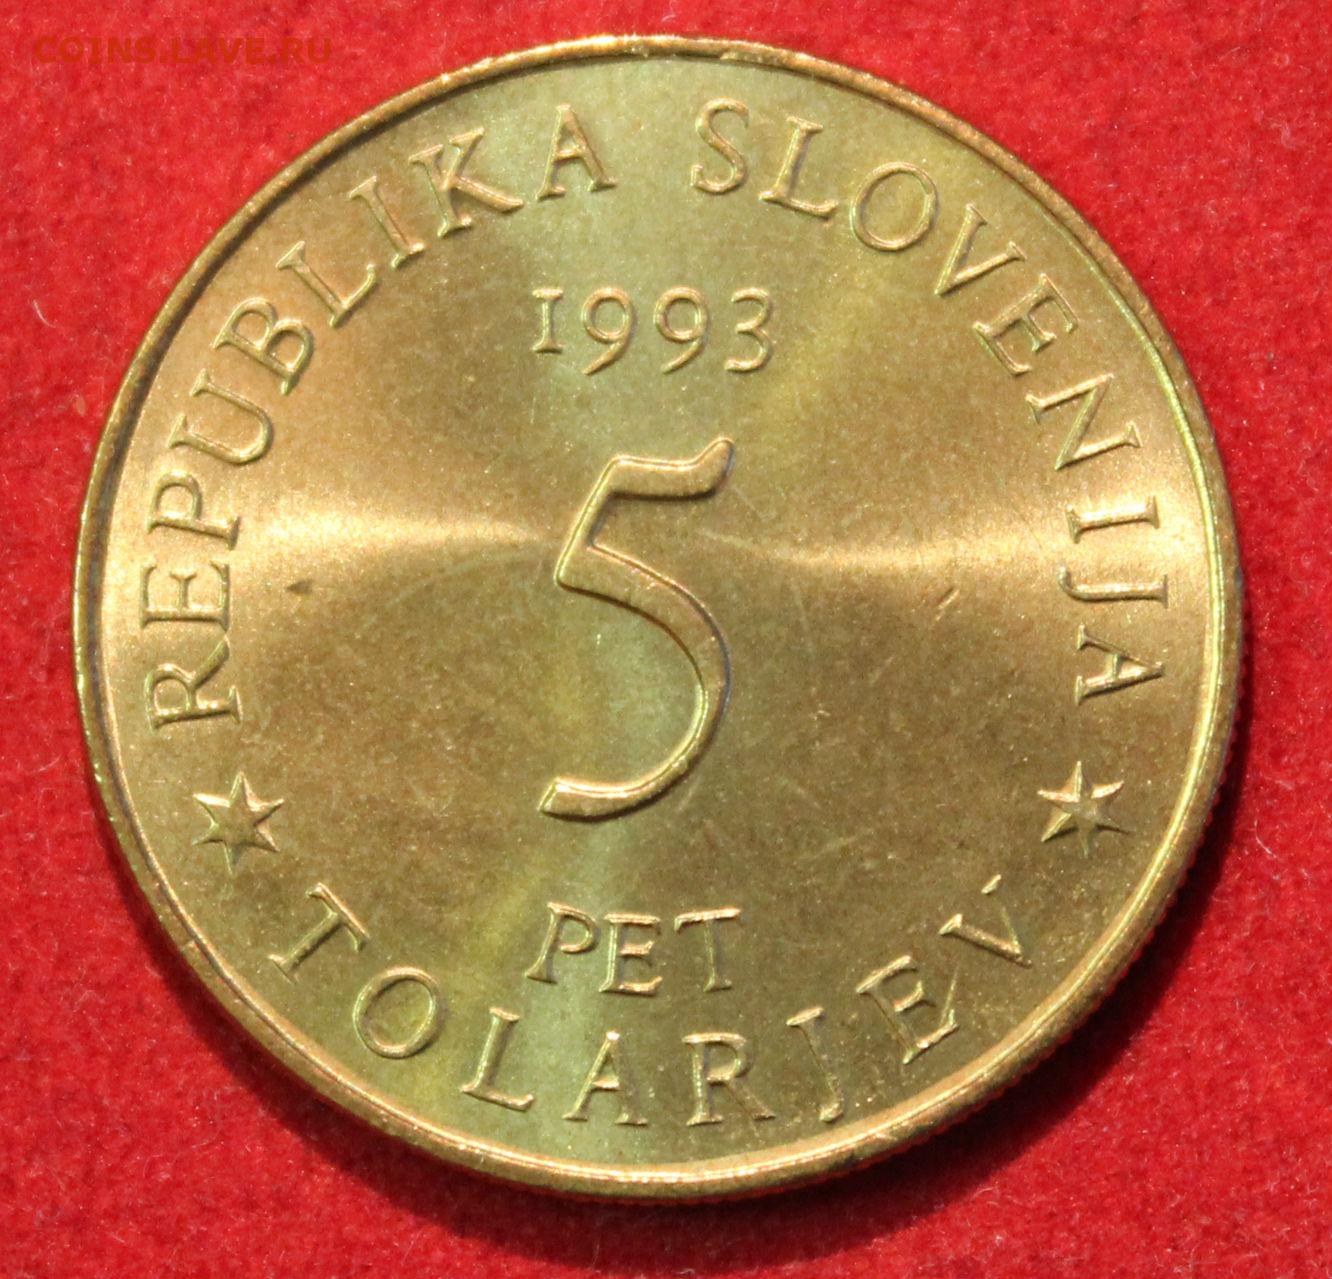 COINS.LAVE.RU
REPUBLIKA SLOVENIJA
1993
5
PET
TOLARJEV